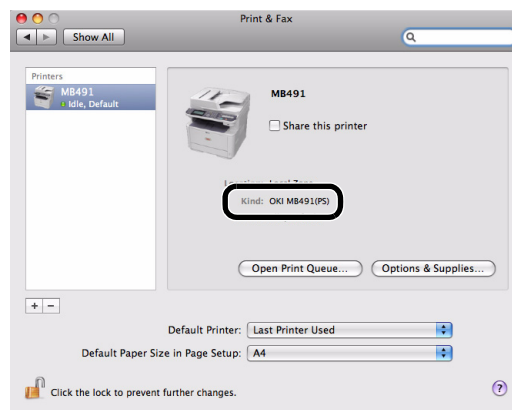 Print & Fax
Show All
Printers
MB491
Idle, Default
MB491
Share this printer
Kind: OKI MB491(PS)
Open Print Queue...
Options & Supplies...
+ −
Default Printer: Last Printer Used
Default Paper Size in Page Setup: A4
Click the lock to prevent further changes.
?